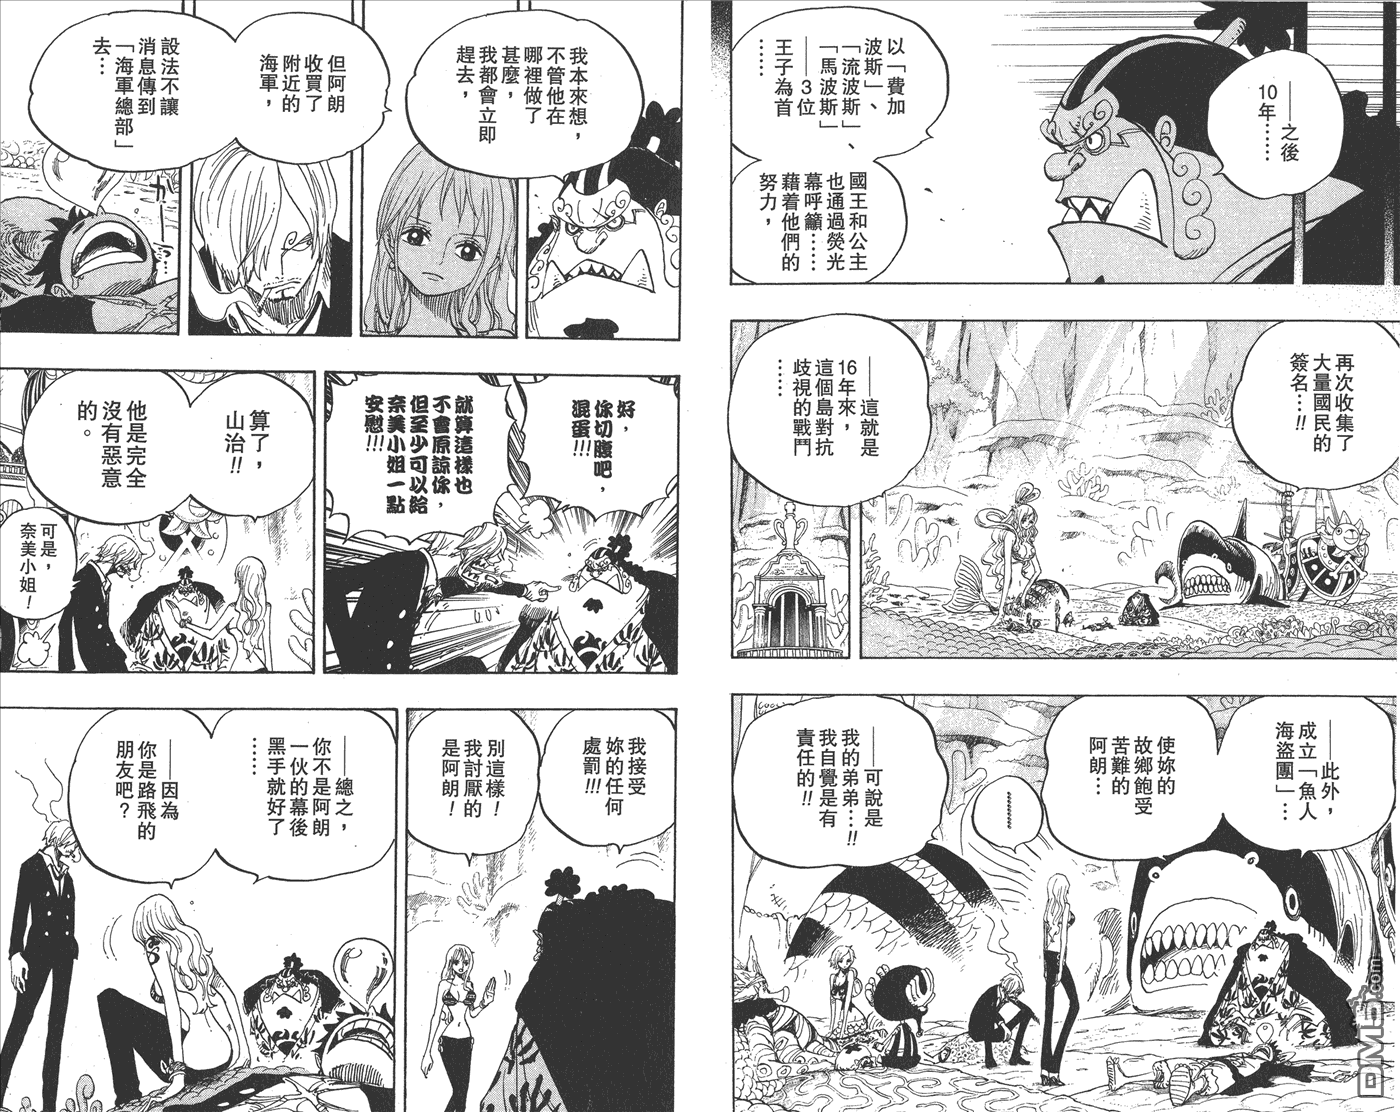 ——之後
10年……
以「費加
波斯」、
「流波斯」、
「馬波斯」
——3位
王子為首
……
國王和公主
也通過熒光
幕呼籲……
藉着他們的
努力，
再次收集了
大量國民的
簽名…!!
——這就是
16年來，
這個島對抗
歧視的戰鬥
……
——此外，
成立「魚人
海盜團」…
使妳的
故鄉飽受
苦難的
阿朗…
………
——可說是
我的弟弟…!!
我自覺是有
責任的!!
我本來想，
不管他在
哪裡做了
甚麼，
我都會立即
趕去，
但阿朗
收買了
附近的
海軍，
設法不讓
消息傳到
「海軍總部」
去…
カ
好，
你切腹吧，
混蛋!!!
就算這樣也
不會原諒你，
但至少可以給
奈美小姐一點
安慰!!!
算了，
山治!!
他是完全
沒有惡意
的。
可是，
奈美小姐！
我接受
妳的任何
處罰!!!
別這樣！
我討厭的
是阿朗！
——總之，
你不是阿朗
一伙的幕後
黑手就好了
……
——因為
你是路飛的
朋友吧？
DM5.com